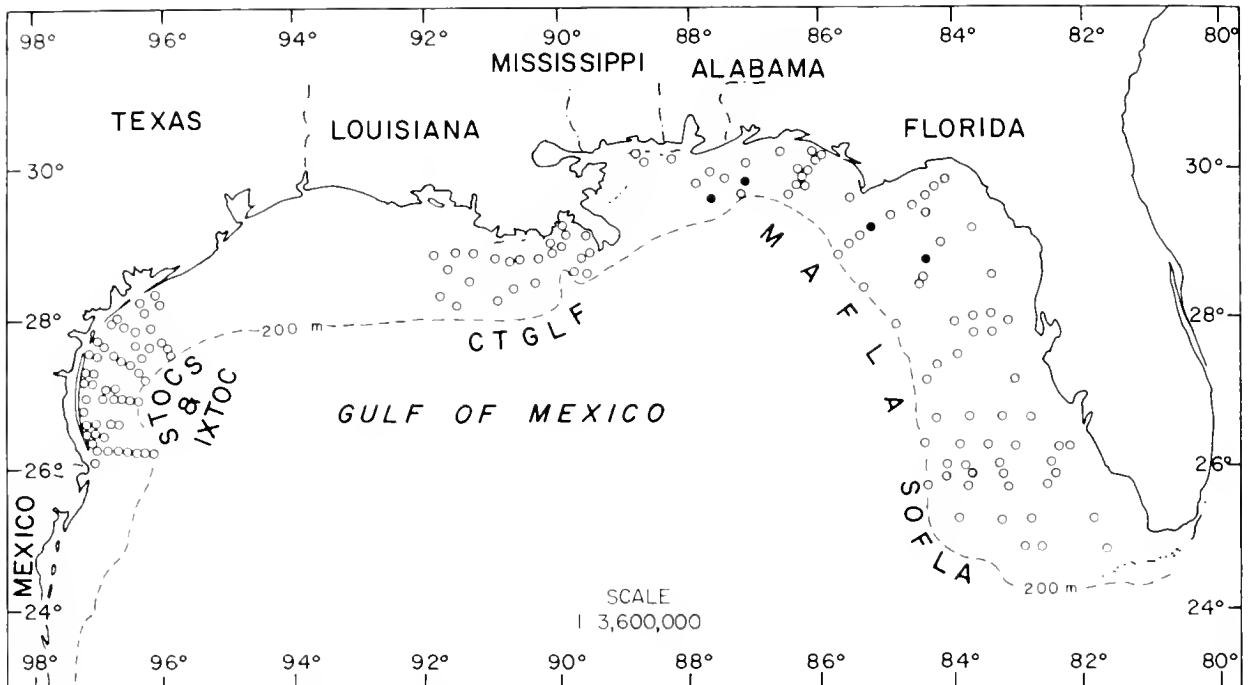 98° 96° 94° 92° 90° 88° 86° 84° 82° 80°
MISSISSIPPI ALABAMA
TEXAS LOUISIANA FLORIDA
30° 30°
MAFLA
28° 28°
200 m
CTGLF
STOCS
&
IXTOC
GULF OF MEXICO
26° 26°
SOFLA
MEXICO
200 m
24° 24°
SCALE
1 3,600,000
98° 96° 94° 92° 90° 88° 86° 84° 82° 80°